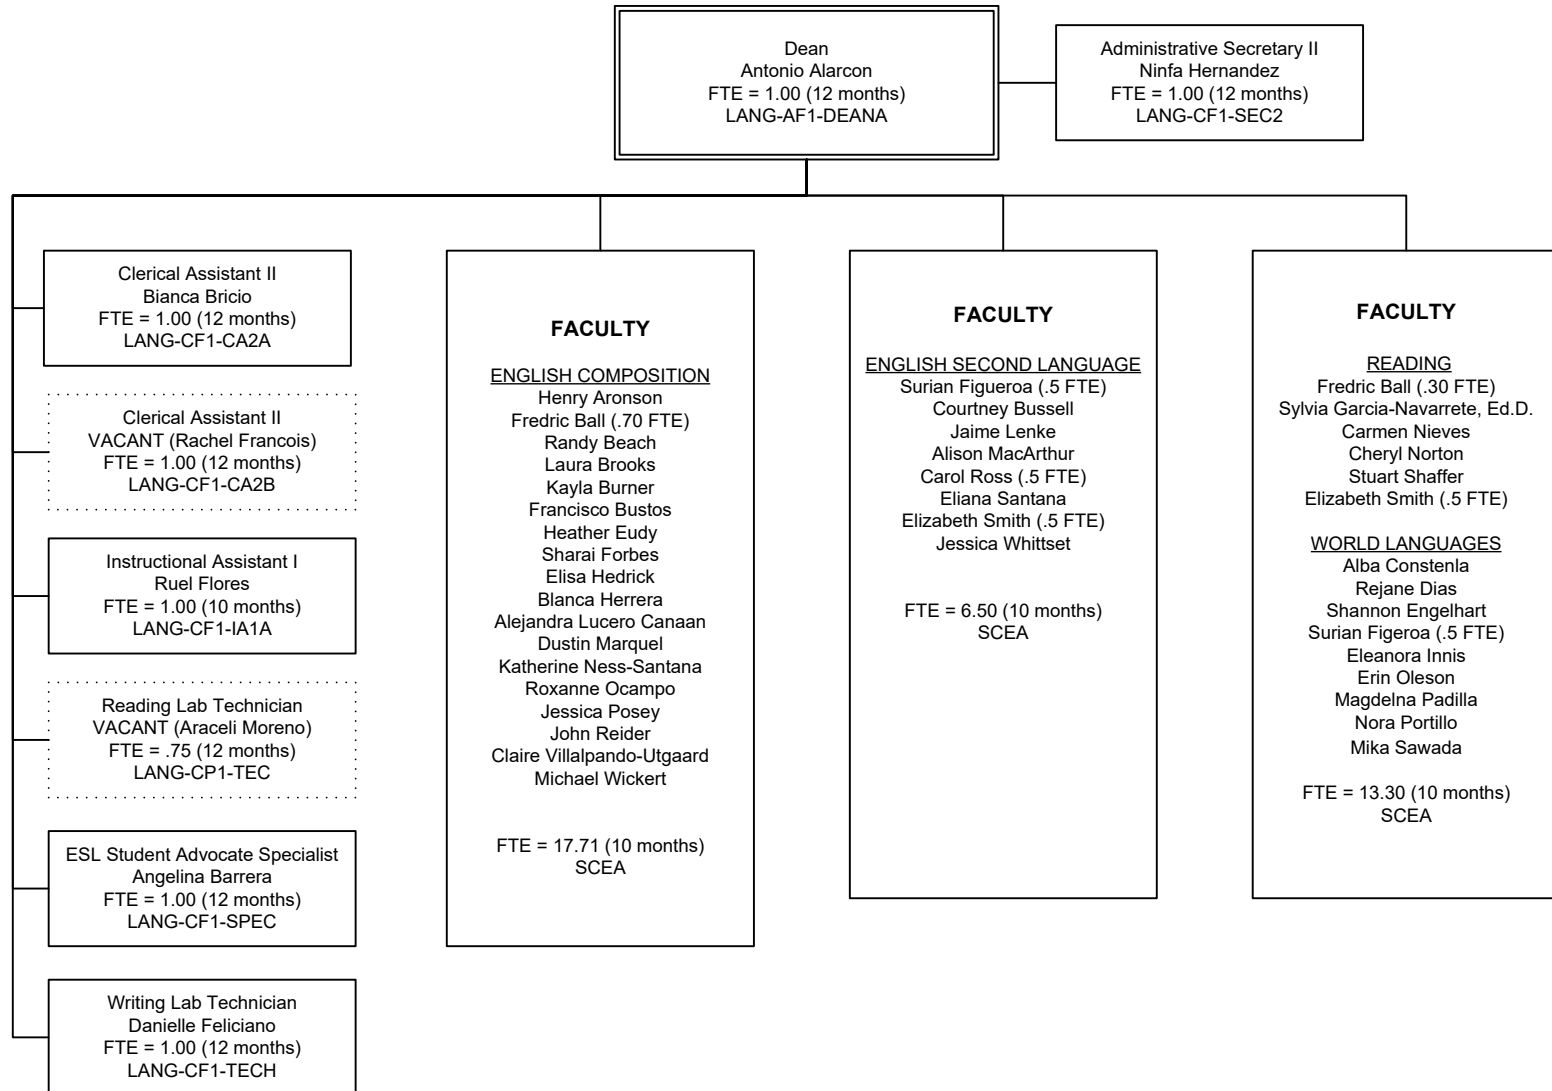 Dean
Antonio Alarcon
FTE = 1.00 (12 months)
LANG-AF1-DEANA
Administrative Secretary II
Ninfa Hernandez
FTE = 1.00 (12 months)
LANG-CF1-SEC2
Clerical Assistant II
Bianca Bricio
FTE = 1.00 (12 months)
LANG-CF1-CA2A
Clerical Assistant II
VACANT (Rachel Francois)
FTE = 1.00 (12 months)
LANG-CF1-CA2B
Instructional Assistant I
Ruel Flores
FTE = 1.00 (10 months)
LANG-CF1-IA1A
Reading Lab Technician
VACANT (Araceli Moreno)
FTE = .75 (12 months)
LANG-CP1-TEC
ESL Student Advocate Specialist
Angelina Barrera
FTE = 1.00 (12 months)
LANG-CF1-SPEC
Writing Lab Technician
Danielle Feliciano
FTE = 1.00 (12 months)
LANG-CF1-TECH
FACULTY
ENGLISH COMPOSITION
Henry Aronson
Fredric Ball (.70 FTE)
Randy Beach
Laura Brooks
Kayla Burner
Francisco Bustos
Heather Eudy
Sharai Forbes
Elisa Hedrick
Blanca Herrera
Alejandra Lucero Canaan
Dustin Marquel
Katherine Ness-Santana
Roxanne Ocampo
Jessica Posey
John Reider
Claire Villalpando-Utgaard
Michael Wickert
FTE = 17.71 (10 months)
SCEA
FACULTY
ENGLISH SECOND LANGUAGE
Surian Figueroa (.5 FTE)
Courtney Bussell
Jaime Lenke
Alison MacArthur
Carol Ross (.5 FTE)
Eliana Santana
Elizabeth Smith (.5 FTE)
Jessica Whittset
FTE = 6.50 (10 months)
SCEA
FACULTY
READING
Fredric Ball (.30 FTE)
Sylvia Garcia-Navarrete, Ed.D.
Carmen Nieves
Cheryl Norton
Stuart Shaffer
Elizabeth Smith (.5 FTE)
WORLD LANGUAGES
Alba Constenla
Rejane Dias
Shannon Engelhart
Surian Figeroa (.5 FTE)
Eleanora Innis
Erin Oleson
Magdelna Padilla
Nora Portillo
Mika Sawada
FTE = 13.30 (10 months)
SCEA